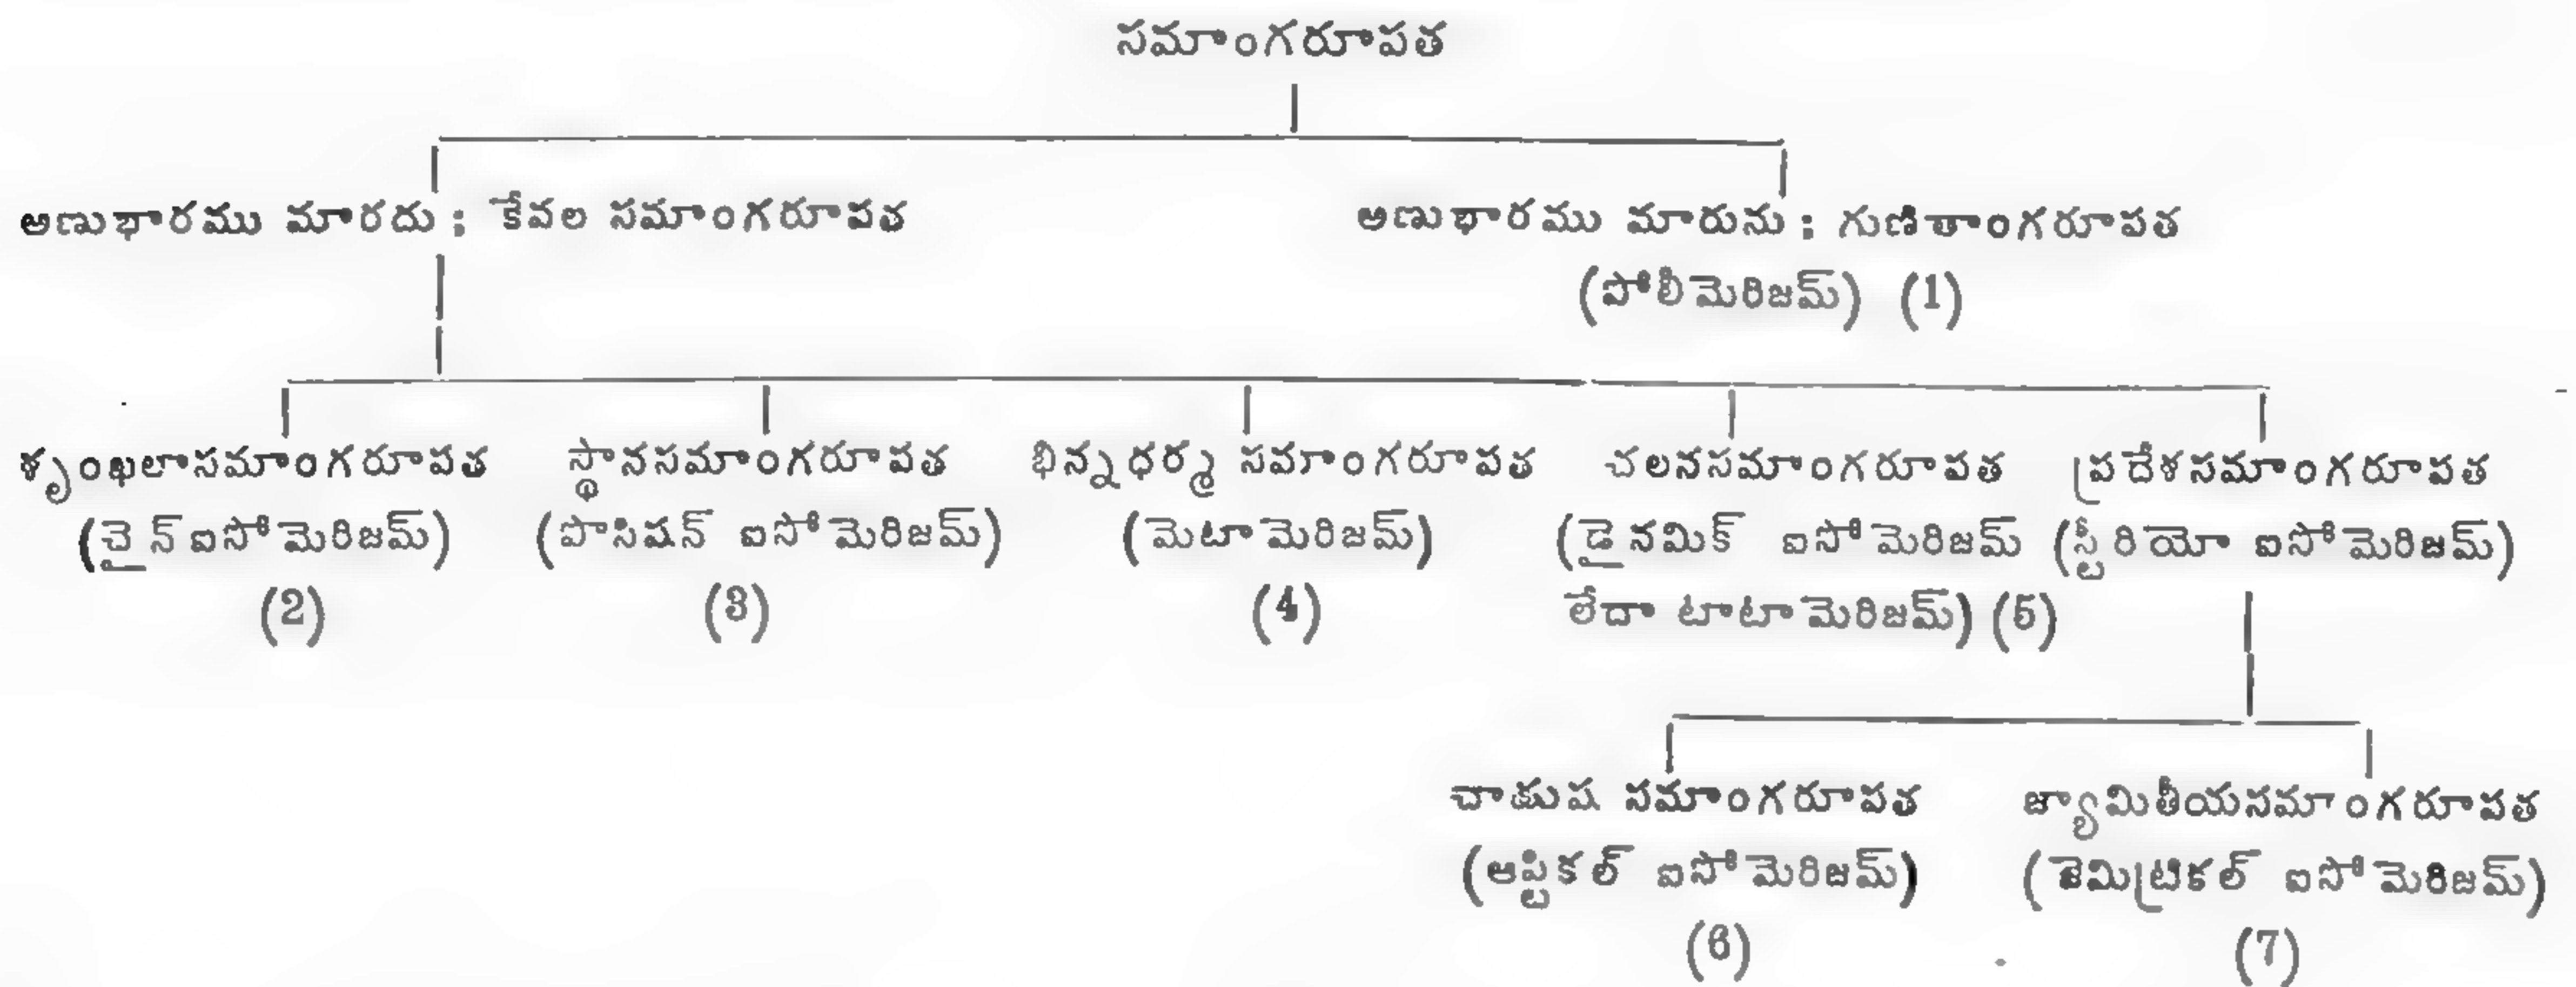 సమాంగరూపత
అణుభారము మారదు ; కేవల సమాంగరూపత
అణుభారము మారును ; గుణితాంగరూపత
(పోలీమెరిజమ్) (1)
శృంఖలాసమాంగరూపత స్థానసమాంగరూపత భిన్నధర్మ సమాంగరూపత చలనసమాంగరూపత ప్రదేశసమాంగరూపత
(చైన్ ఐసోమెరిజమ్) (పొసిషన్ ఐసోమెరిజమ్) (మెటామెరిజమ్) (డైనమిక్ ఐసోమెరిజమ్ (స్టీరియో ఐసోమెరిజమ్)
(2) (3) (4) లేదా టాటామెరిజమ్) (5)
చాక్షుష సమాంగరూపత జ్యామితీయసమాంగరూపత
(ఆప్టికల్ ఐసోమెరిజమ్) (జెమిట్రికల్ ఐసోమెరిజమ్)
(6) (7)